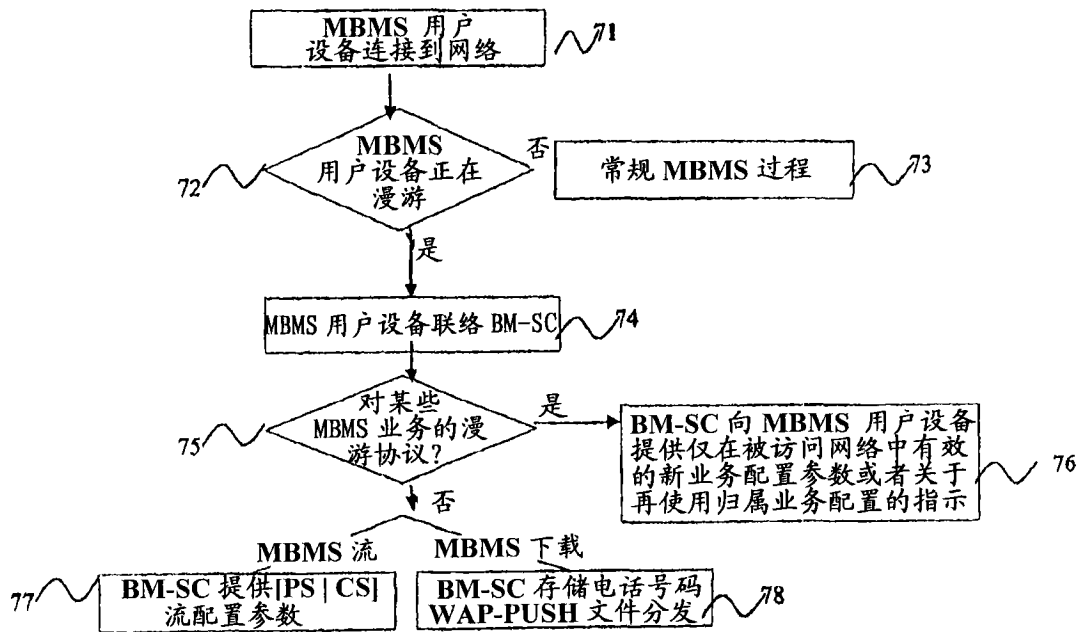 MBMS 用户
设备连接到网络
71
MBMS
用户设备正在
漫游
72
否
常规 MBMS 过程
73
是
MBMS 用户设备联络 BM-SC
74
对某些
MBMS 业务的漫
游协议?
75
是
BM-SC 向 MBMS 用户设备
提供仅在被访问网络中有效
的新业务配置参数或者关于
再使用归属业务配置的指示
76
否
MBMS 流
MBMS 下载
77
BM-SC 提供[PS | CS]
流配置参数
BM-SC 存储电话号码
WAP-PUSH 文件分发
78